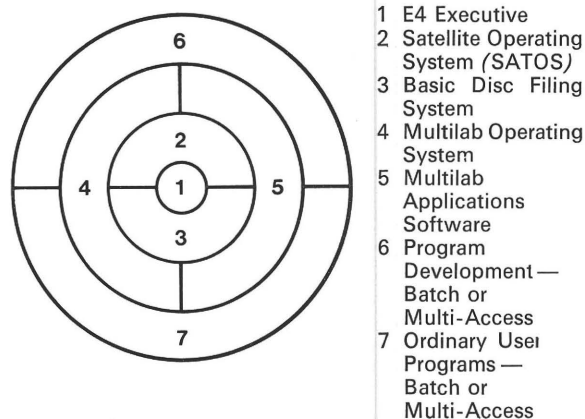 6
2
4
1
5
3
7
1 E4 Executive
2 Satellite Operating
System (SATOS)
3 Basic Disc Filing
System
4 Multilab Operating
System
5 Multilab
Applications
Software
6 Program
Development —
Batch or
Multi-Access
7 Ordinary User
Programs —
Batch or
Multi-Access